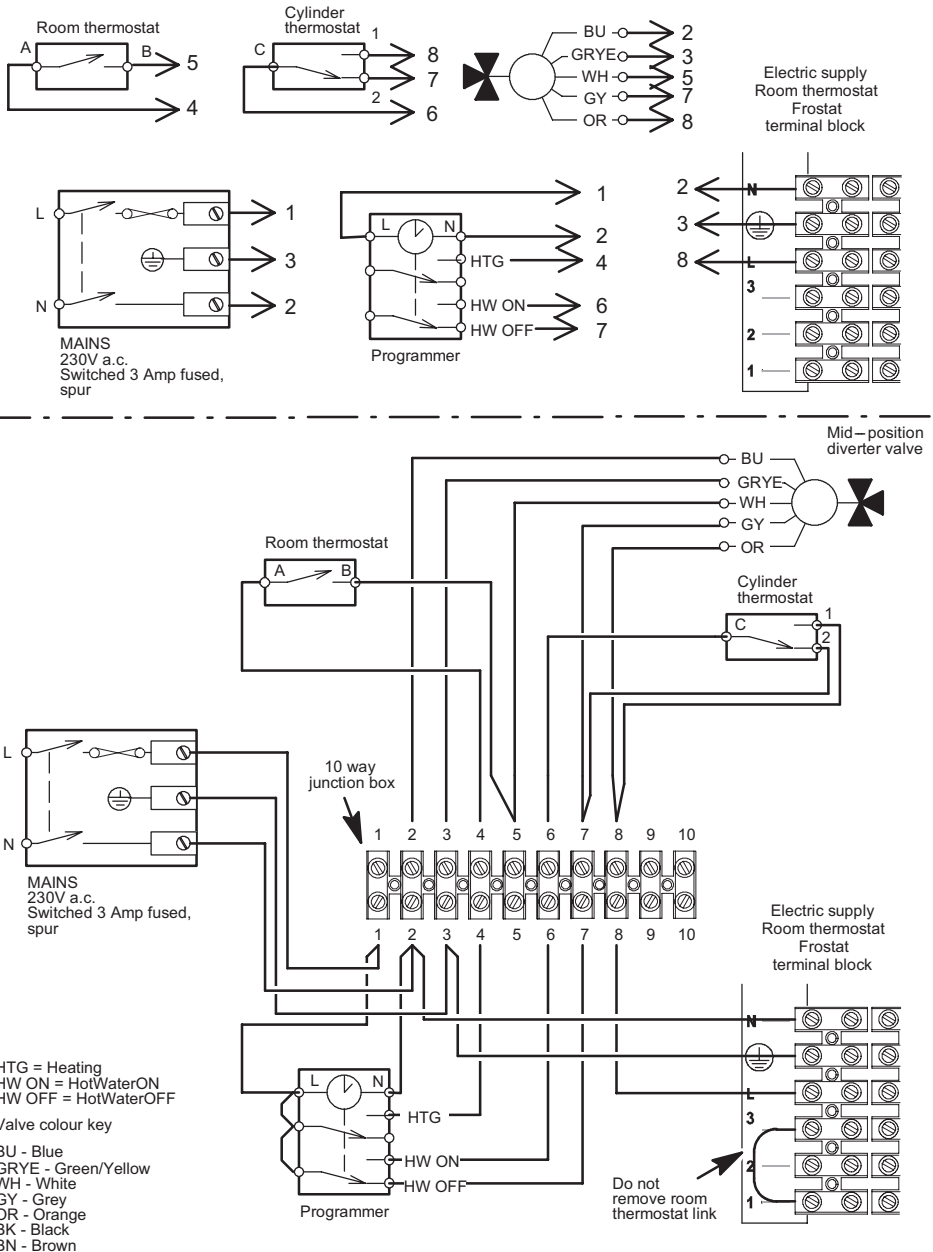 Room thermostat
A
B
5
4
Cylinder
thermostat
C
1
8
7
2
6
BU
2
GRYE
3
WH
5
GY
7
OR
8
Electric supply
Room thermostat
Frostat
terminal block
L
1
3
N
2
MAINS
230V a.c.
Switched 3 Amp fused,
spur
1
L
N
2
HTG
4
HW ON
6
HW OFF
7
Programmer
2
N
3
8
L
3
2
1
Mid–position
diverter valve
BU
GRYE
WH
GY
OR
Room thermostat
A
B
Cylinder
thermostat
C
1
2
L
N
MAINS
230V a.c.
Switched 3 Amp fused,
spur
10 way
junction box
1 2 3 4 5 6 7 8 9 10
1 2 3 4 5 6 7 8 9 10
Electric supply
Room thermostat
Frostat
terminal block
N
L
3
2
1
Do not
remove room
thermostat link
L
N
HTG
HW ON
HW OFF
Programmer
HTG = Heating
HW ON = HotWaterON
HW OFF = HotWaterOFF
Valve colour key
BU - Blue
GRYE - Green/Yellow
WH - White
GY - Grey
OR - Orange
BK - Black
BN - Brown